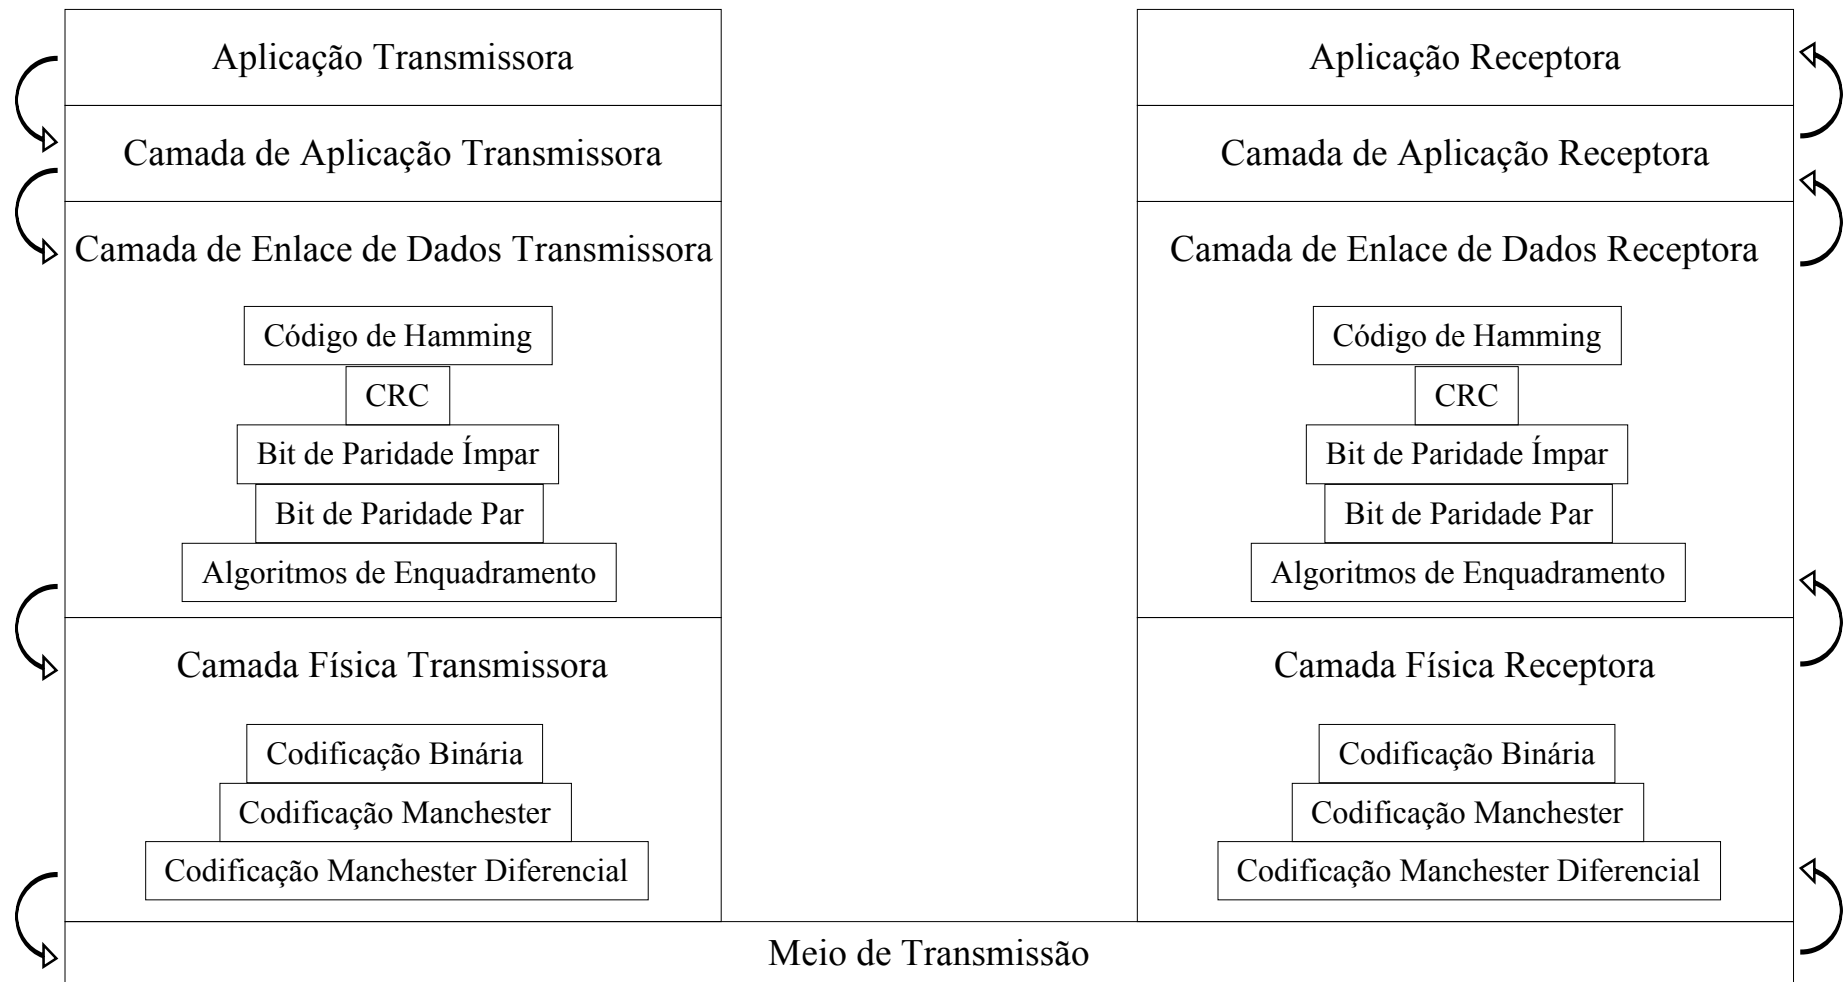 Aplicação Transmissora
Camada de Aplicação Transmissora
Camada de Enlace de Dados Transmissora
Código de Hamming
CRC
Bit de Paridade Ímpar
Bit de Paridade Par
Algoritmos de Enquadramento
Camada Física Transmissora
Codificação Binária
Codificação Manchester
Codificação Manchester Diferencial
Aplicação Receptora
Camada de Aplicação Receptora
Camada de Enlace de Dados Receptora
Código de Hamming
CRC
Bit de Paridade Ímpar
Bit de Paridade Par
Algoritmos de Enquadramento
Camada Física Receptora
Codificação Binária
Codificação Manchester
Codificação Manchester Diferencial
Meio de Transmissão